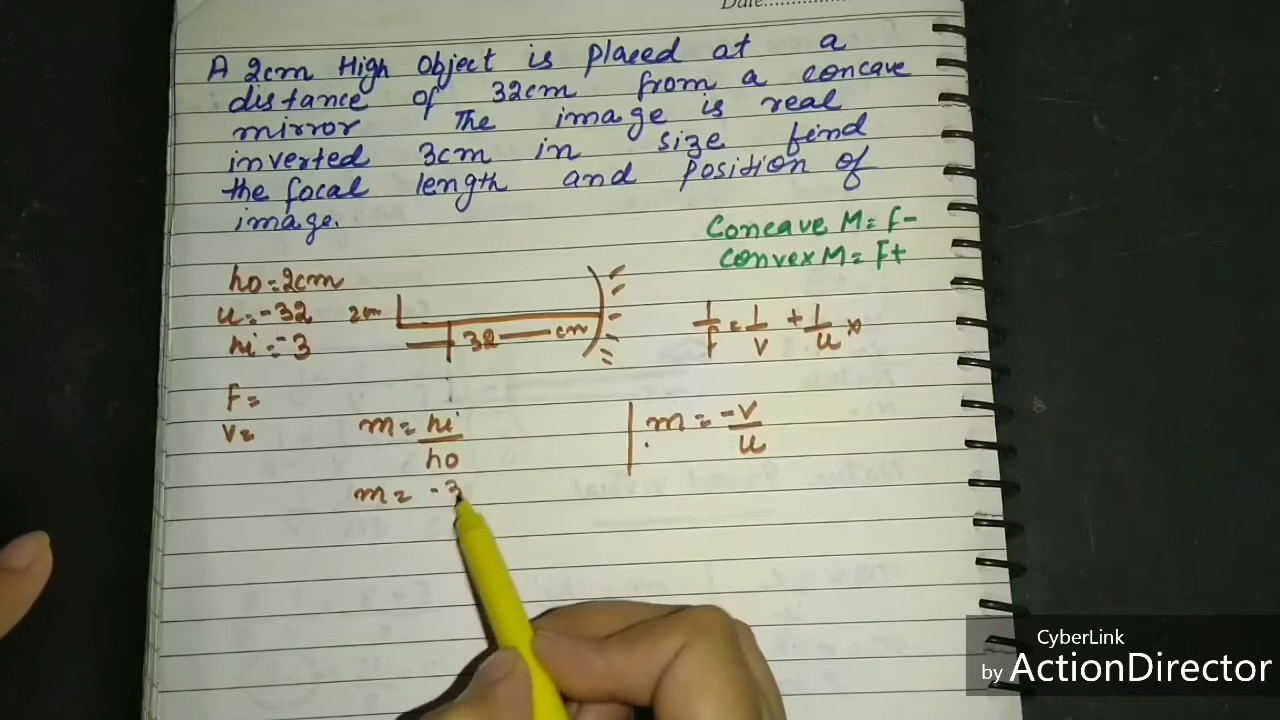 Date..............
A 2cm High Object is placed at a
distance of 32cm from a concave
mirror The image is real
inverted 3cm in size find
the focal length and position of
image.
Concave M = F-
Convex M = F+
ho = 2cm
u = -32
hi = -3
2cm
32 cm
1/f = 1/v + 1/u
F =
V =
m = hi/ho
m = -3
m = -v/u
CyberLink
by ActionDirector